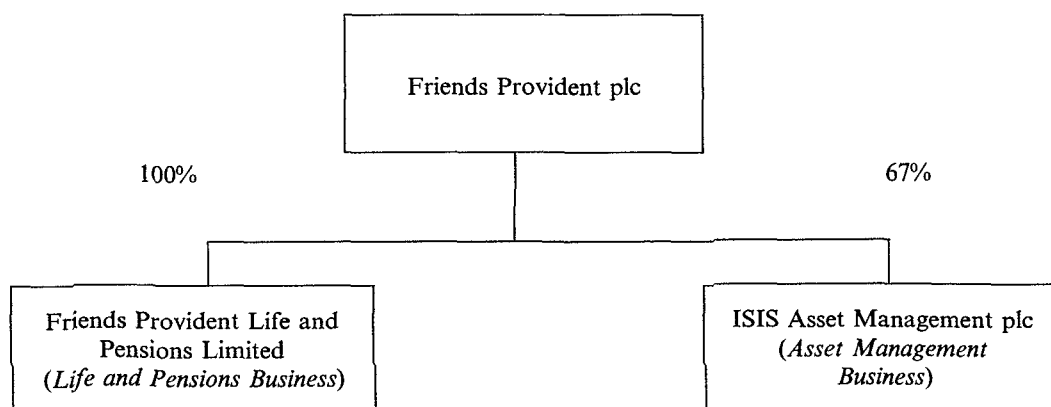 Friends Provident plc
100%
67%
Friends Provident Life and
Pensions Limited
(Life and Pensions Business)
ISIS Asset Management plc
(Asset Management
Business)